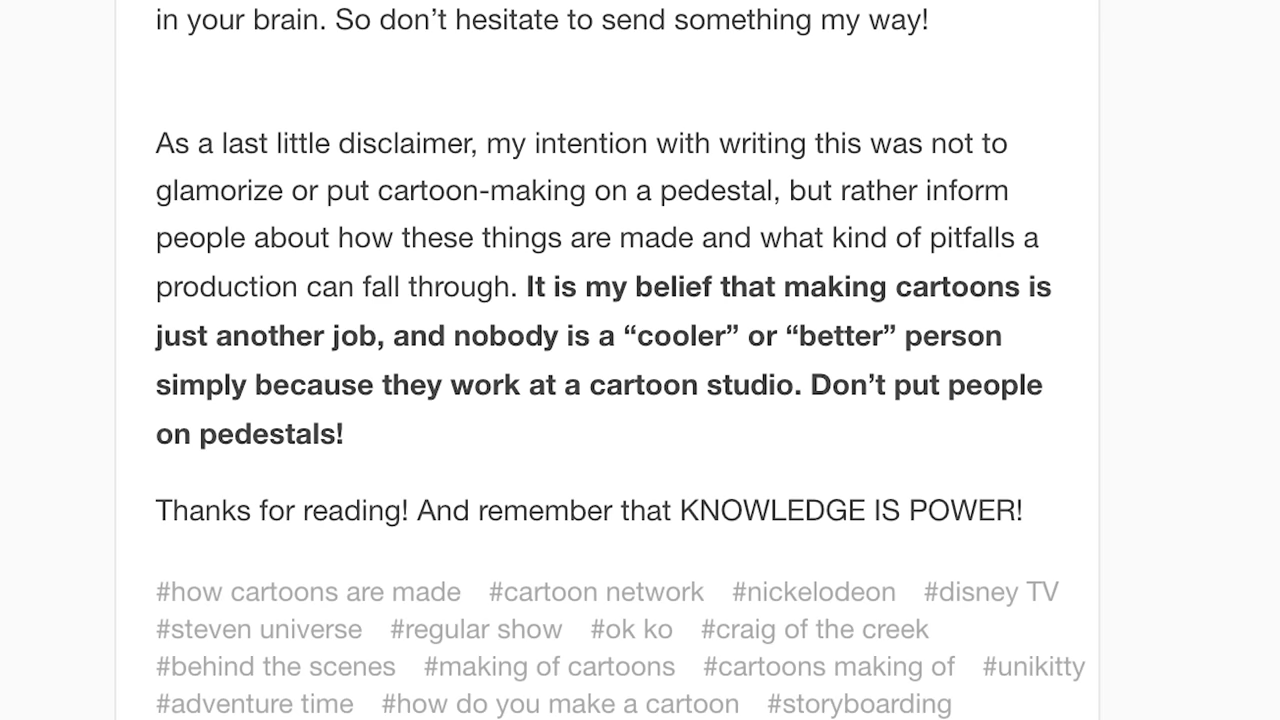 in your brain. So don’t hesitate to send something my way!
As a last little disclaimer, my intention with writing this was not to
glamorize or put cartoon-making on a pedestal, but rather inform
people about how these things are made and what kind of pitfalls a
production can fall through. It is my belief that making cartoons is
just another job, and nobody is a “cooler” or “better” person
simply because they work at a cartoon studio. Don’t put people
on pedestals!
Thanks for reading! And remember that KNOWLEDGE IS POWER!
#how cartoons are made #cartoon network #nickelodeon #disney TV
#steven universe #regular show #ok ko #craig of the creek
#behind the scenes #making of cartoons #cartoons making of #unikitty
#adventure time #how do you make a cartoon #storyboarding